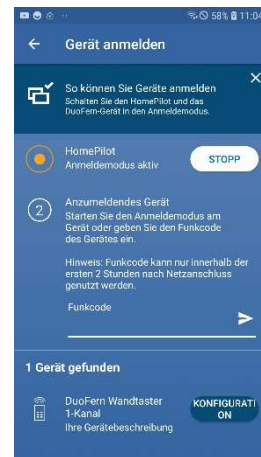 58% 11:04
Gerät anmelden
So können Sie Geräte anmelden
Schalten Sie den HomePilot und das
DuoFern-Gerät in den Anmeldemodus.
HomePilot
Anmeldemodus aktiv
STOPP
2
Anzumeldendes Gerät
Starten Sie den Anmeldemodus am
Gerät oder geben Sie den Funkcode
des Gerätes ein.
Hinweis: Funkcode kann nur innerhalb der
ersten 2 Stunden nach Netzanschluss
genutzt werden.
Funkcode
1 Gerät gefunden
DuoFern Wandtaster
1-Kanal
Ihre Gerätebeschreibung
KONFIGURATI
ON